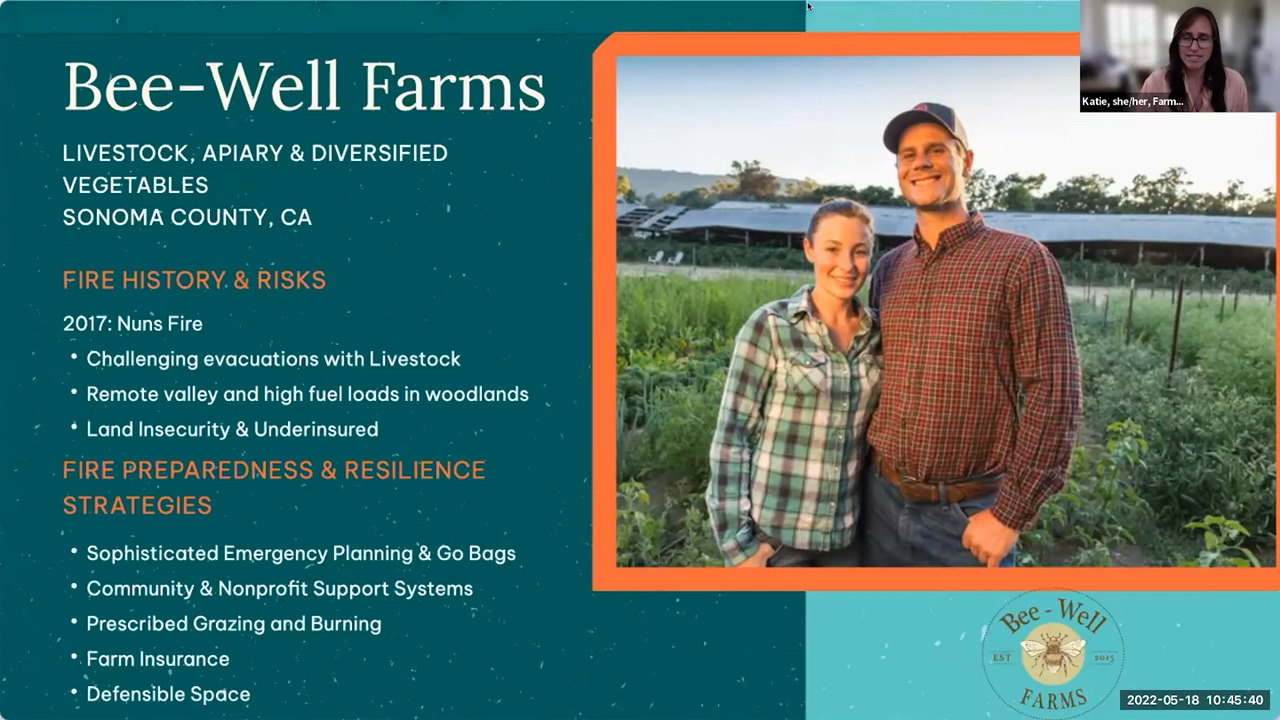 Bee-Well Farms
LIVESTOCK, APIARY & DIVERSIFIED
VEGETABLES
SONOMA COUNTY, CA
FIRE HISTORY & RISKS
2017: Nuns Fire
• Challenging evacuations with Livestock
• Remote valley and high fuel loads in woodlands
• Land Insecurity & Underinsured
FIRE PREPAREDNESS & RESILIENCE
STRATEGIES
• Sophisticated Emergency Planning & Go Bags
• Community & Nonprofit Support Systems
• Prescribed Grazing and Burning
• Farm Insurance
• Defensible Space
Katie, she/her, Farm...
Bee-Well
EST 2015
FARMS
2022-05-18 10:45:40